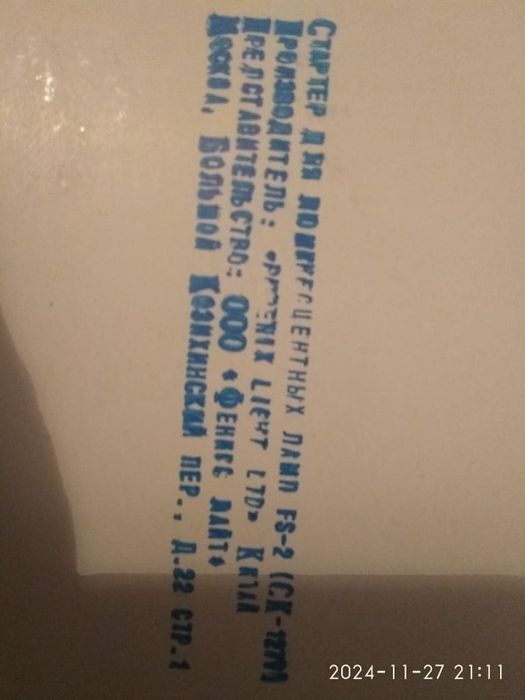 Стартер для люминесцентных ламп FS-2 (СК-127В)
Производитель: «Phoenix Light LTD» Китай
Представительство: ООО «Феникс Лайт»
Москва, Большой Козихинский пер., Д-22 стр.1
2024-11-27 21:11